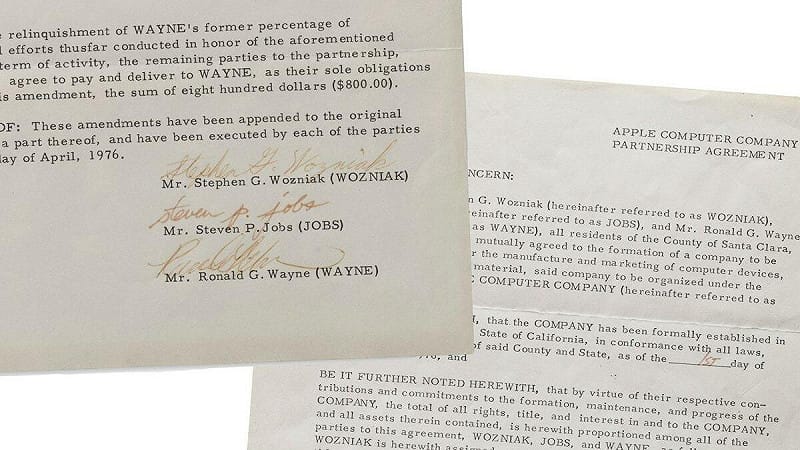 relinquishment of WAYNE's former percentage of
efforts thusfar conducted in honor of the aforementioned
term of activity, the remaining parties to the partnership,
agree to pay and deliver to WAYNE, as their sole obligations
amendment, the sum of eight hundred dollars ($800.00).
OF: These amendments have been appended to the original
a part thereof, and have been executed by each of the parties
day of April, 1976.
Stephen G. Wozniak
Mr. Stephen G. Wozniak (WOZNIAK)
steven p. jobs
Mr. Steven P. Jobs (JOBS)
Mr. Ronald G. Wayne (WAYNE)
APPLE COMPUTER COMPANY
PARTNERSHIP AGREEMENT
CERN:
G. Wozniak (hereinafter referred to as WOZNIAK),
referred to as JOBS), and Mr. Ronald G. Wayne
as WAYNE), all residents of the County of Santa Clara,
mutually agreed to the formation of a company to be
the manufacture and marketing of computer devices,
material, said company to be organized under the
COMPUTER COMPANY (hereinafter referred to as
that the COMPANY has been formally established in
State of California, in conformance with all laws,
of said County and State, as of the 1st day of
and
BE IT FURTHER NOTED HEREWITH, that by virtue of their respective con-
tributions and commitments to the formation, maintenance, and progress of the
COMPANY, the total of all rights, title, and interest in and to the COMPANY,
and all assets therein contained, is herewith proportioned among all of the
parties to this agreement, WOZNIAK, JOBS, and WAYNE
WOZNIAK is herewith